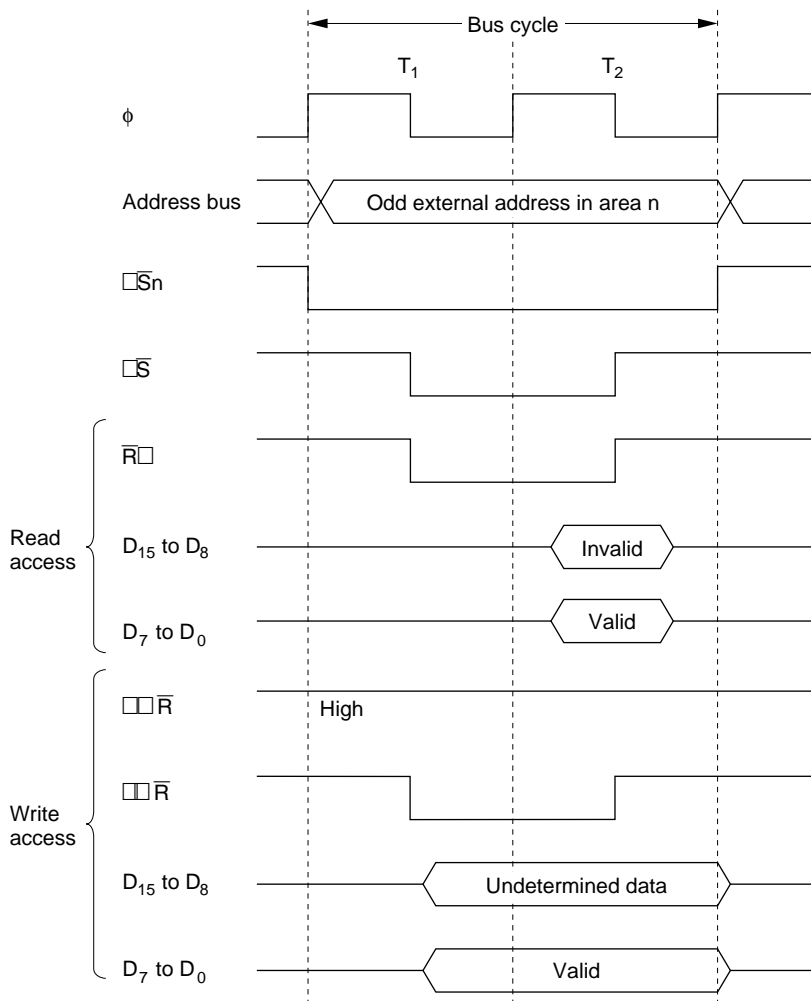 Bus cycle
T₁ T₂
ϕ
Address bus Odd external address in area n
□S̅n
□S̅
R̅□
Read access
D₁₅ to D₈ Invalid
D₇ to D₀ Valid
□□ R̅ High
□□ R̅
Write access
D₁₅ to D₈ Undetermined data
D₇ to D₀ Valid